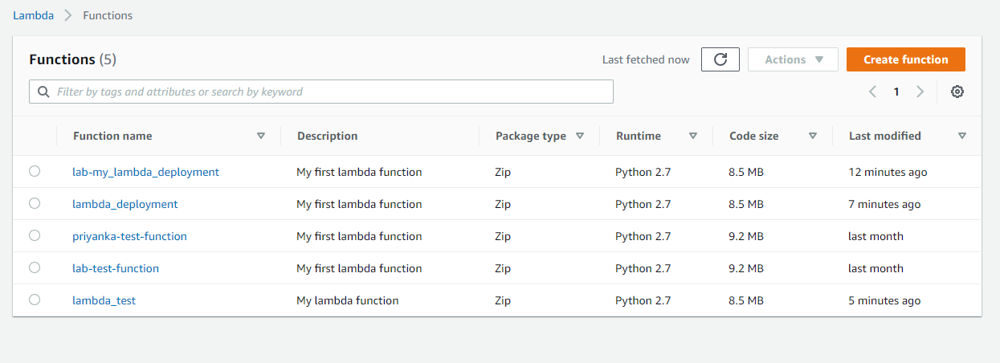 Lambda > Functions
Functions (5) Last fetched now Actions Create function
Filter by tags and attributes or search by keyword 1
Function name Description Package type Runtime Code size Last modified
lab-my_lambda_deployment My first lambda function Zip Python 2.7 8.5 MB 12 minutes ago
lambda_deployment My first lambda function Zip Python 2.7 8.5 MB 7 minutes ago
priyanka-test-function My first lambda function Zip Python 2.7 9.2 MB last month
lab-test-function My first lambda function Zip Python 2.7 9.2 MB last month
lambda_test My lambda function Zip Python 2.7 8.5 MB 5 minutes ago